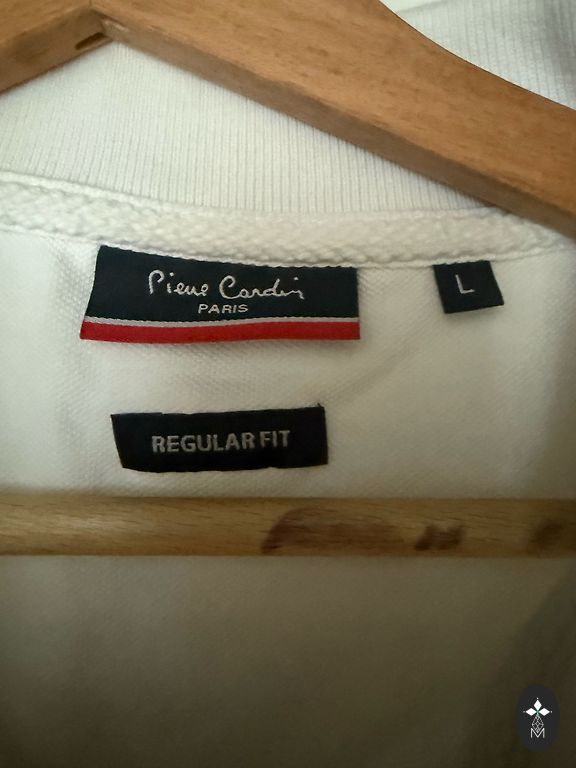 Pierre Cardin
PARIS
L
REGULAR FIT
M